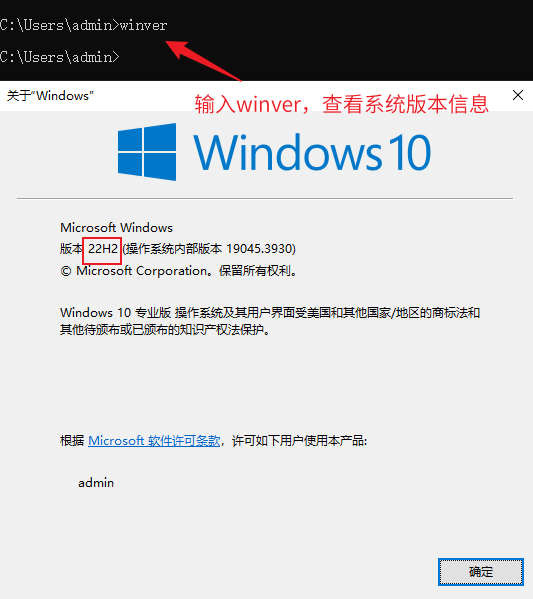 C:\Users\admin>winver
C:\Users\admin>
输入winver，查看系统版本信息
关于“Windows”
Windows 10
Microsoft Windows
版本 22H2 (操作系统内部版本 19045.3930)
© Microsoft Corporation。保留所有权利。
Windows 10 专业版 操作系统及其用户界面受美国和其他国家/地区的商标法和
其他待颁布或已颁布的知识产权法保护。
根据 Microsoft 软件许可条款，许可如下用户使用本产品:
admin
确定